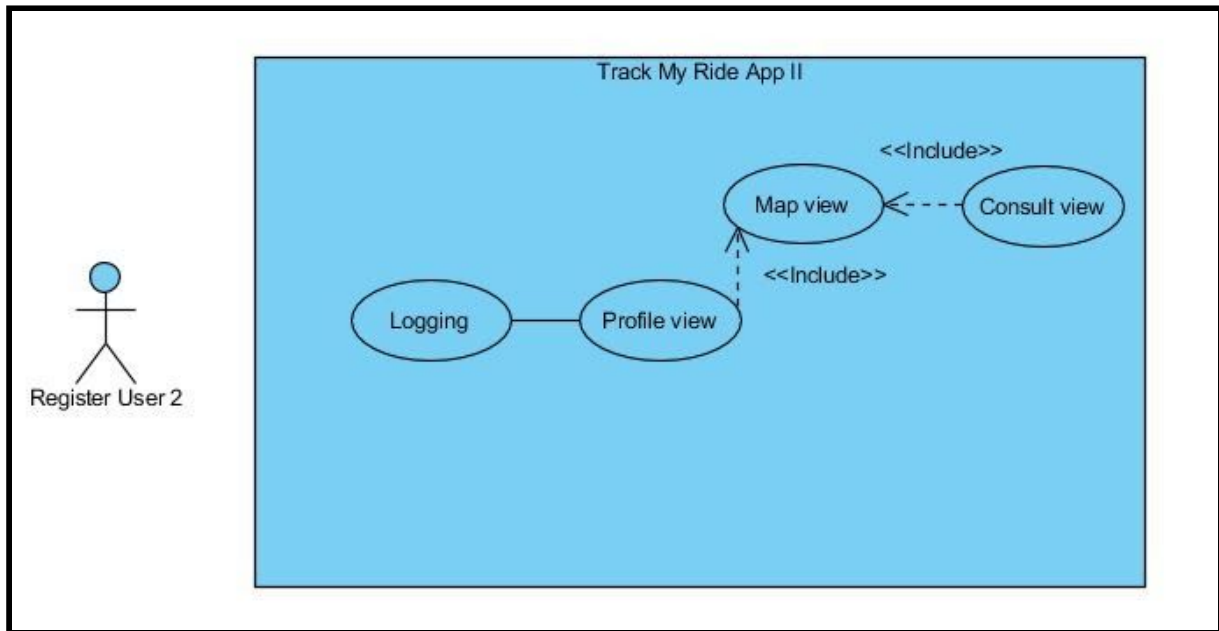 Track My Ride App II
<<Include>>
Map view
Consult view
<<Include>>
Logging
Profile view
Register User 2